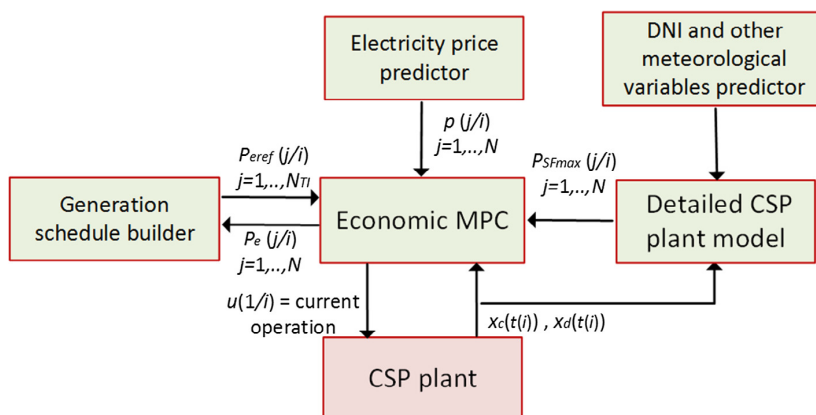 Electricity price
predictor
DNI and other
meteorological
variables predictor
p (j/i)
j=1,..,N
Peref (j/i)
j=1,..,NTI
PSFmax (j/i)
j=1,..,N
Generation
schedule builder
Economic MPC
Detailed CSP
plant model
Pe (j/i)
j=1,..,N
u(1/i) = current
operation
xc(t(i)) , xd(t(i))
CSP plant